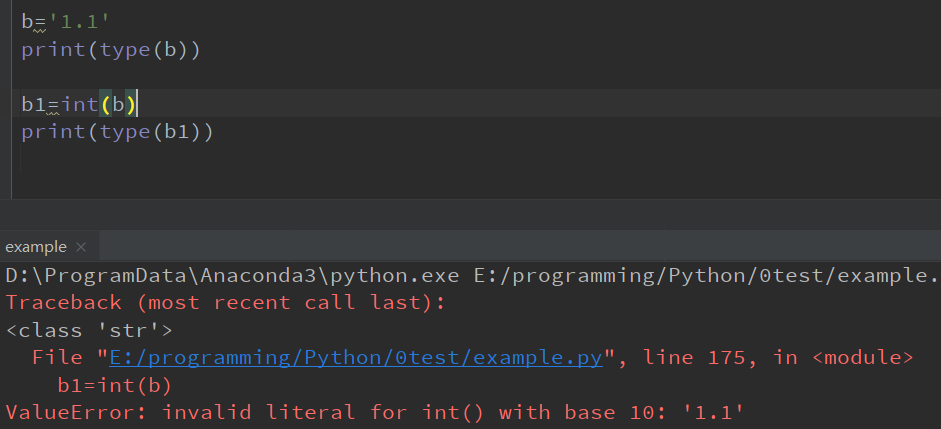 b='1.1'
print(type(b))
b1=int(b)
print(type(b1))
example ×
D:\ProgramData\Anaconda3\python.exe E:/programming/Python/0test/example.
Traceback (most recent call last):
<class 'str'>
File "E:/programming/Python/0test/example.py", line 175, in <module>
b1=int(b)
ValueError: invalid literal for int() with base 10: '1.1'